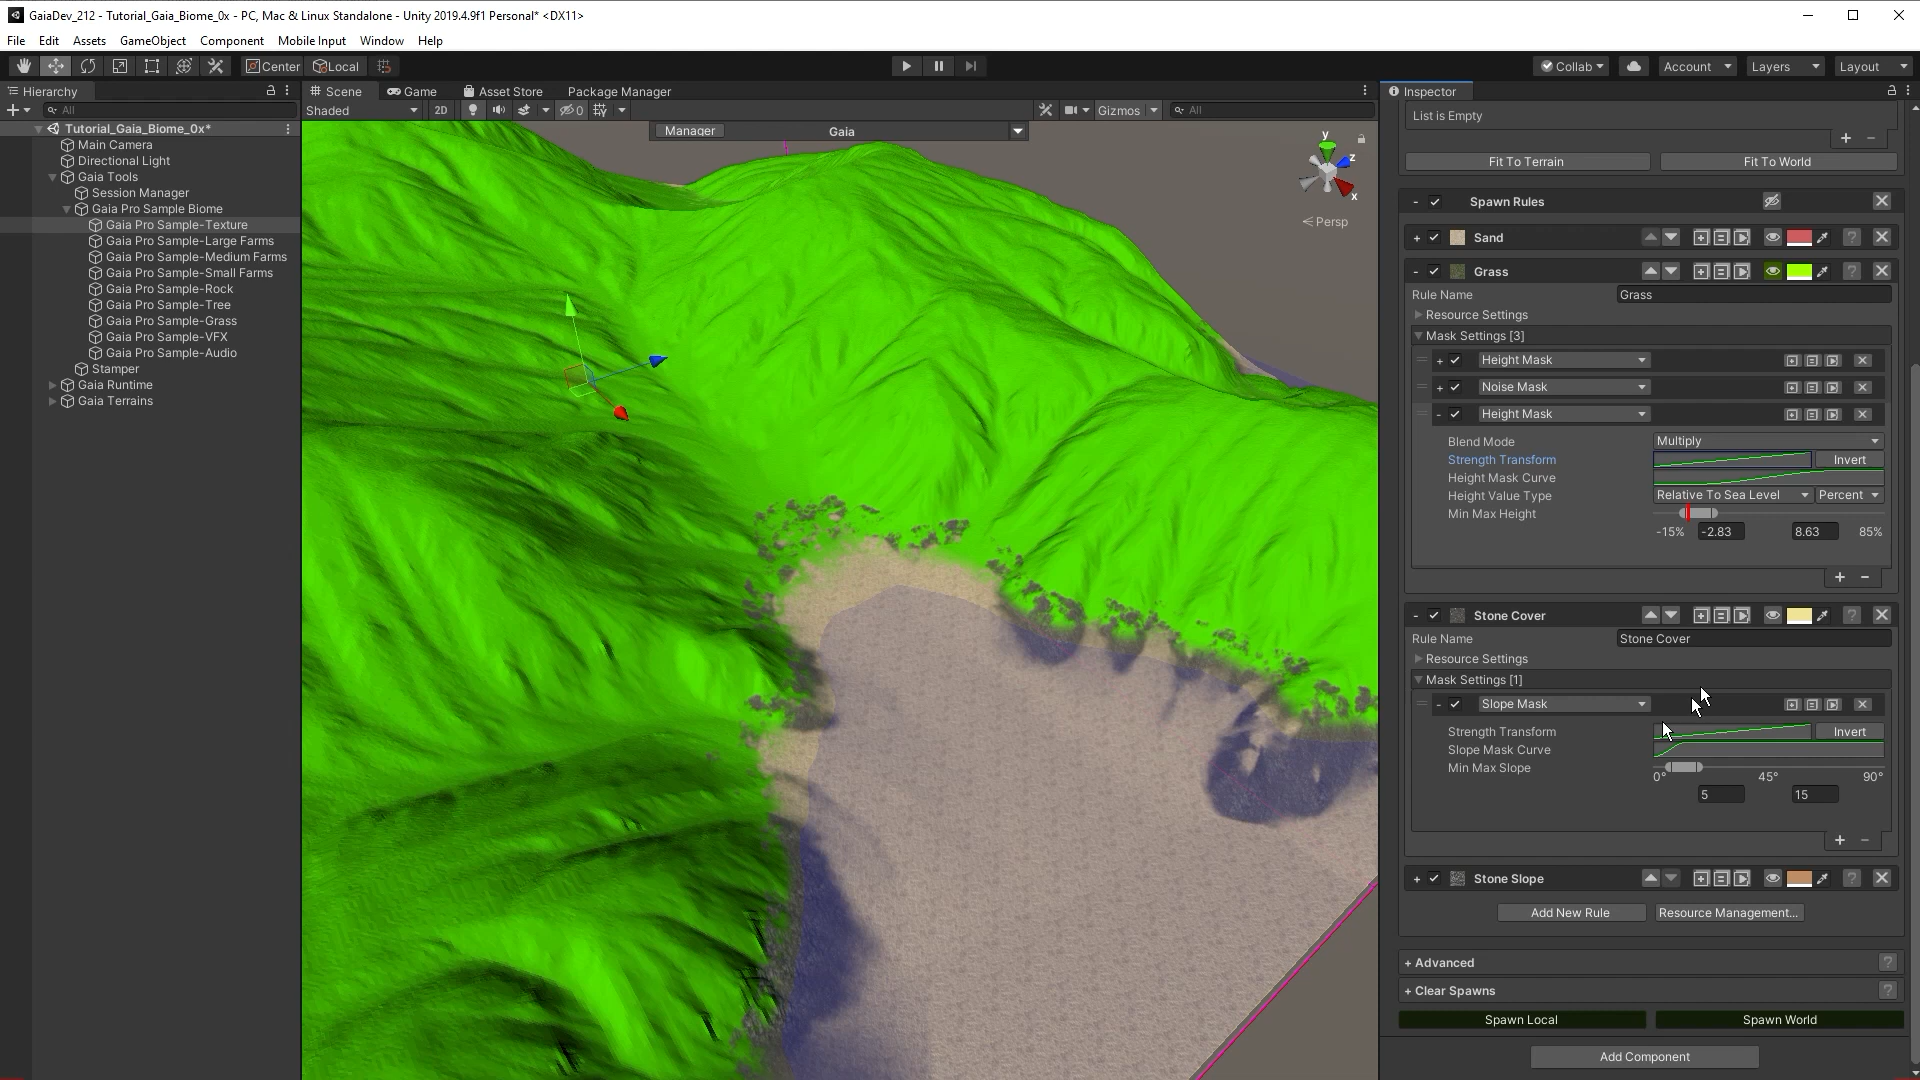 GaiaDev_212 - Tutorial_Gaia_Biome_0x - PC, Mac & Linux Standalone - Unity 2019.4.9f1 Personal* <DX11>
File Edit Assets GameObject Component Mobile Input Window Help
Center Local Collab Account Layers Layout
Hierarchy
All
Tutorial_Gaia_Biome_0x*
Main Camera
Directional Light
Gaia Tools
Session Manager
Gaia Pro Sample Biome
Gaia Pro Sample-Texture
Gaia Pro Sample-Large Farms
Gaia Pro Sample-Medium Farms
Gaia Pro Sample-Small Farms
Gaia Pro Sample-Rock
Gaia Pro Sample-Tree
Gaia Pro Sample-Grass
Gaia Pro Sample-VFX
Gaia Pro Sample-Audio
Stamper
Gaia Runtime
Gaia Terrains
Scene Game Asset Store Package Manager
Shaded 2D 0 Gizmos All
Manager Gaia
y
z
x
Persp
Inspector
List is Empty
+ -
Fit To Terrain Fit To World
- Spawn Rules
+ Sand ?
- Grass ?
Rule Name Grass
Resource Settings
Mask Settings [3]
+ Height Mask
+ Noise Mask
- Height Mask
Blend Mode Multiply
Strength Transform Invert
Height Mask Curve
Height Value Type Relative To Sea Level Percent
Min Max Height
-15% -2.83 8.63 85%
+ -
- Stone Cover ?
Rule Name Stone Cover
Resource Settings
Mask Settings [1]
- Slope Mask
Strength Transform Invert
Slope Mask Curve
Min Max Slope
0° 45° 90°
5 15
+ -
+ Stone Slope ?
Add New Rule Resource Management...
+ Advanced ?
+ Clear Spawns ?
Spawn Local Spawn World
Add Component